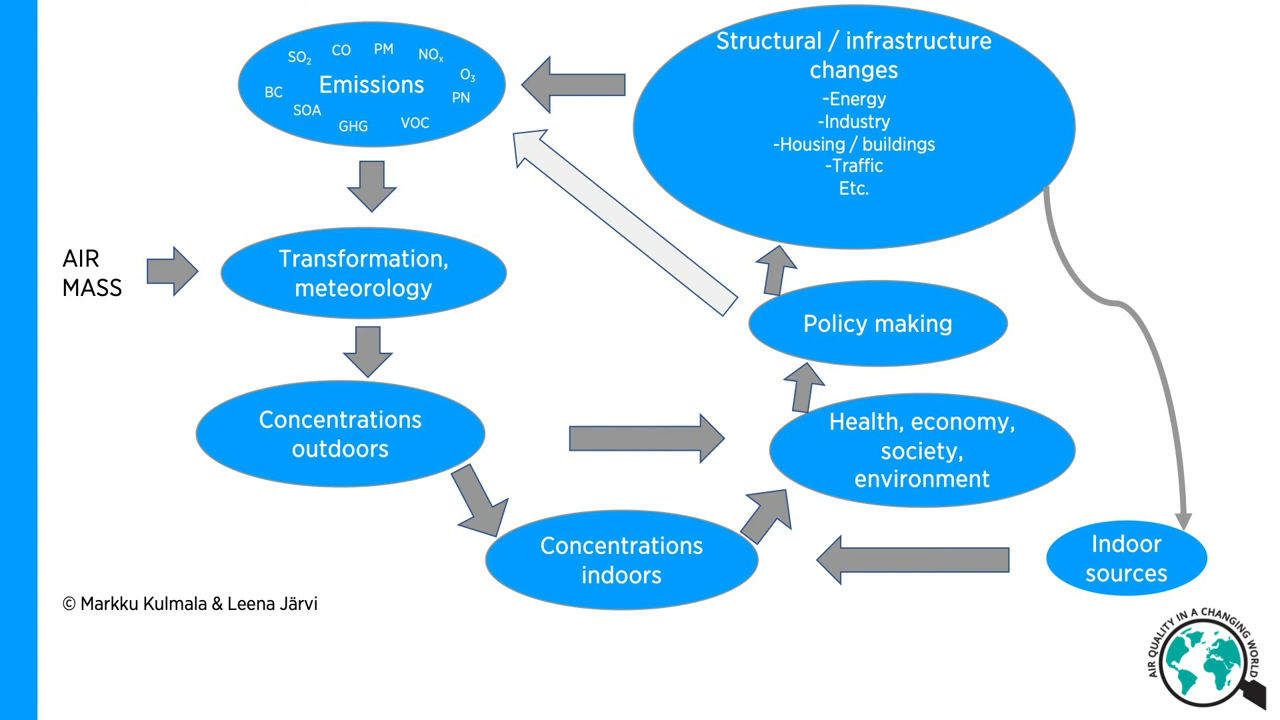 SO₂
CO
PM
NOₓ
O₃
BC
Emissions
PN
SOA
GHG
VOC
Structural / infrastructure
changes
-Energy
-Industry
-Housing / buildings
-Traffic
Etc.
AIR
MASS
Transformation,
meteorology
Policy making
Concentrations
outdoors
Health, economy,
society,
environment
Concentrations
indoors
Indoor
sources
© Markku Kulmala & Leena Järvi
AIR QUALITY IN A CHANGING WORLD